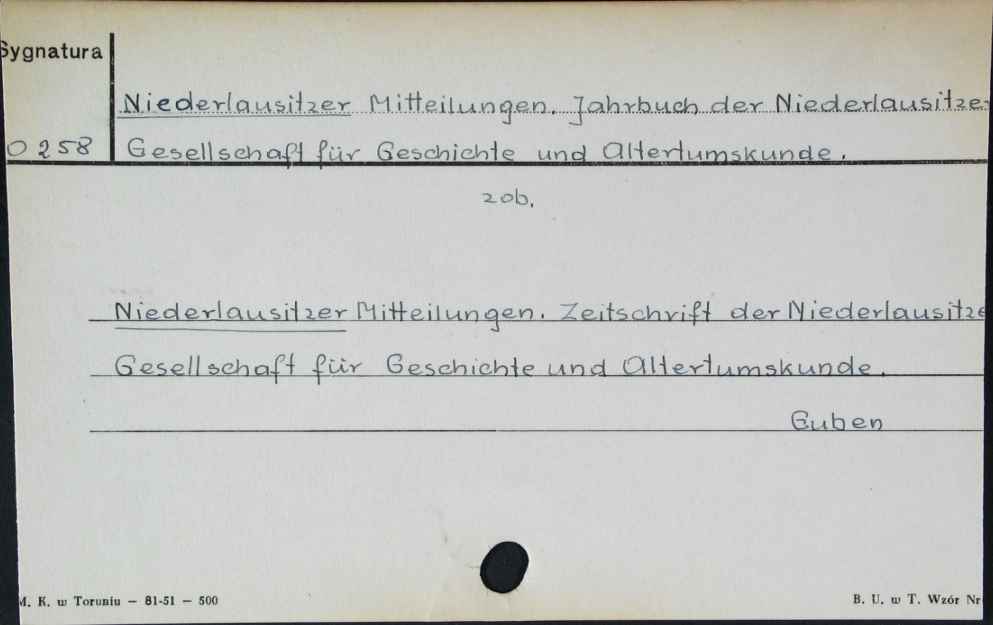 Sygnatura
Niederlausitzer Mitteilungen. Jahrbuch der Niederlausitzer
O 258 Gesellschaft für Geschichte und Altertumskunde.
zob.
Niederlausitzer Mitteilungen. Zeitschrift der Niederlausitze
Gesellschaft für Geschichte und Altertumskunde.
Guben
M. K. w Toruniu — 81-51 — 500
B. U. w T. Wzór Nr